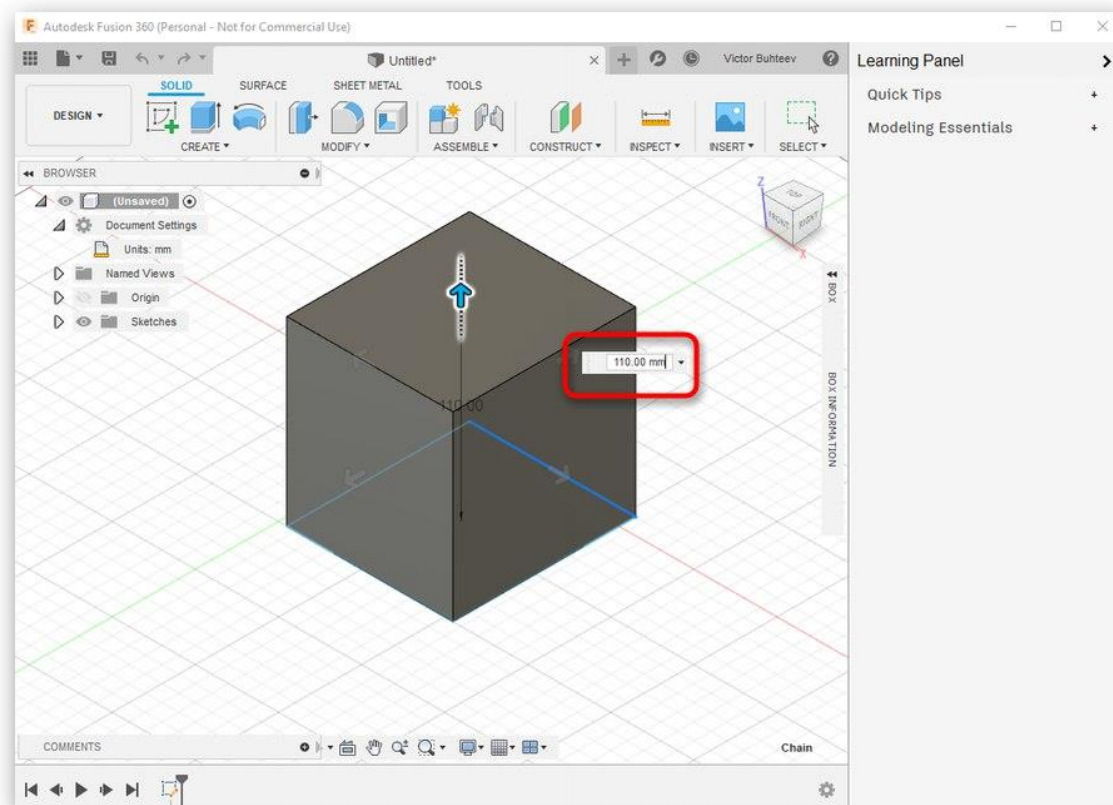 Autodesk Fusion 360 (Personal - Not for Commercial Use)
Untitled*
Victor Buhteev
Learning Panel
SOLID SURFACE SHEET METAL TOOLS
Quick Tips
DESIGN
Modeling Essentials
CREATE MODIFY ASSEMBLE CONSTRUCT INSPECT INSERT SELECT
BROWSER
(Unsaved)
Document Settings
Units: mm
Named Views
Origin
Sketches
Z
TOP
FRONT
RIGHT
X
BOX
110.00 mm
110.00
BOX INFORMATION
COMMENTS
Chain